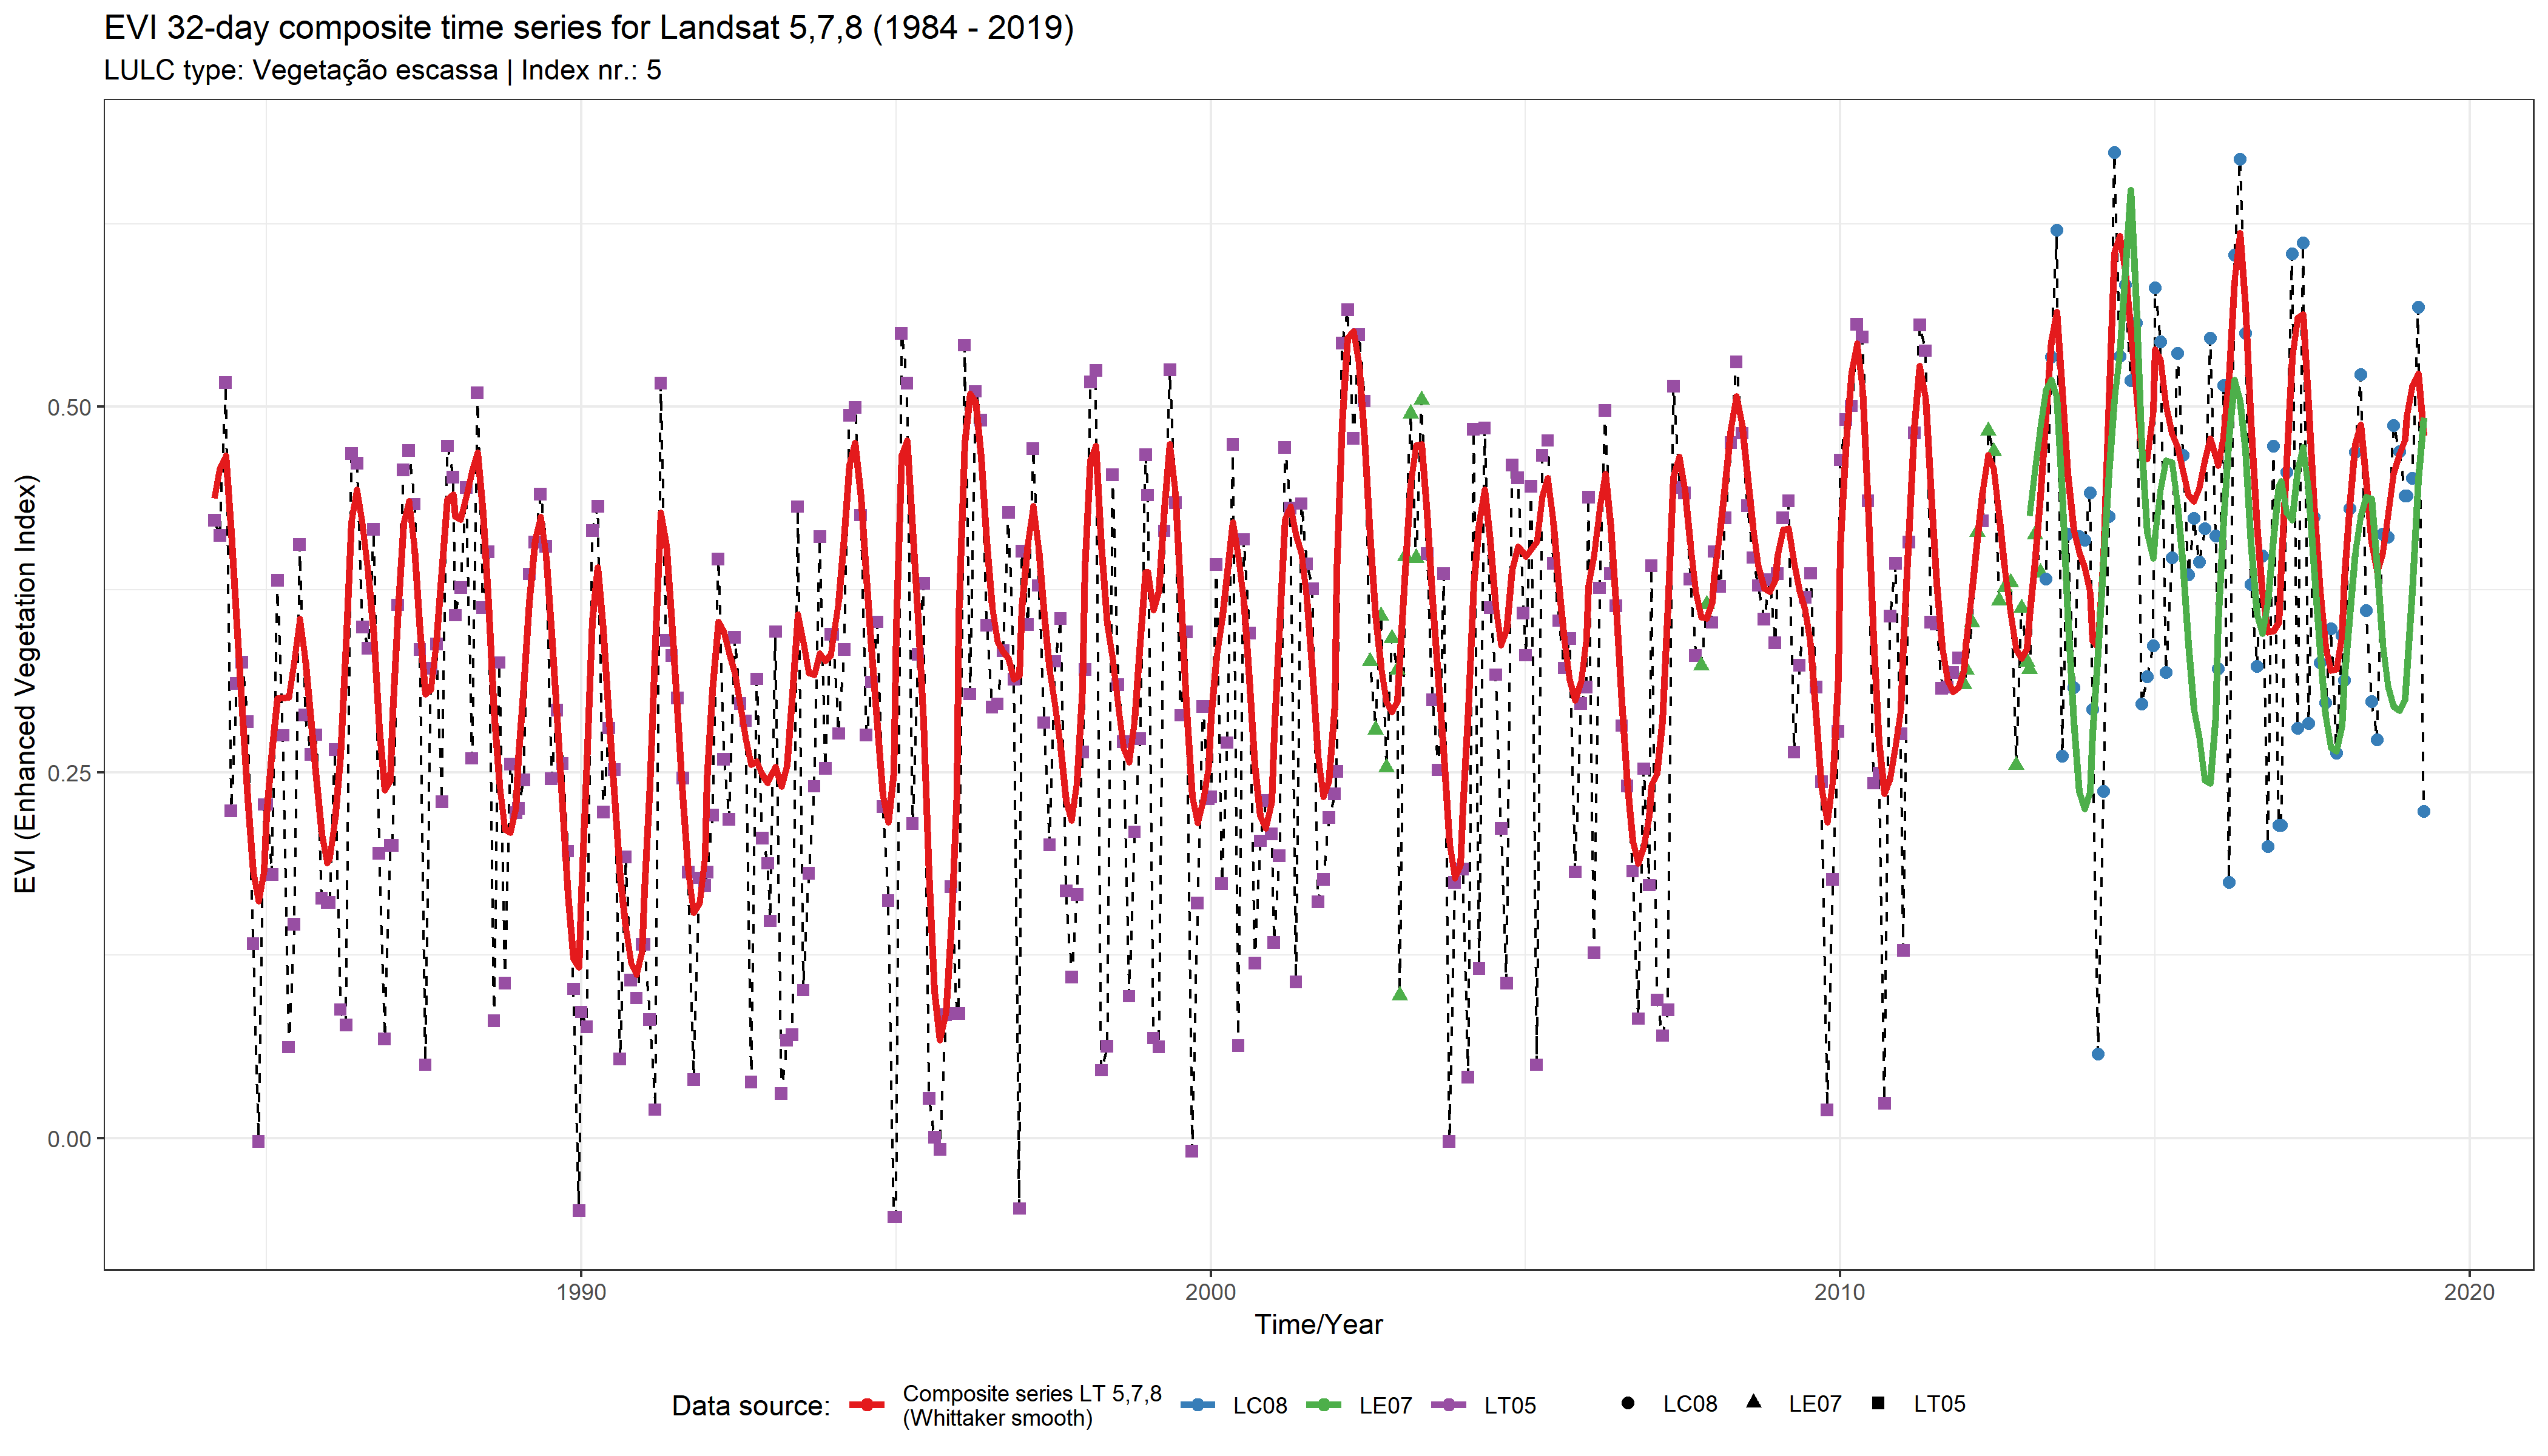 EVI 32-day composite time series for Landsat 5,7,8 (1984 - 2019)
LULC type: Vegetação escassa | Index nr.: 5
EVI (Enhanced Vegetation Index)
0.50
0.25
0.00
1990 2000 2010 2020
Time/Year
Data source: Composite series LT 5,7,8
(Whittaker smooth) LC08 LE07 LT05 LC08 LE07 LT05